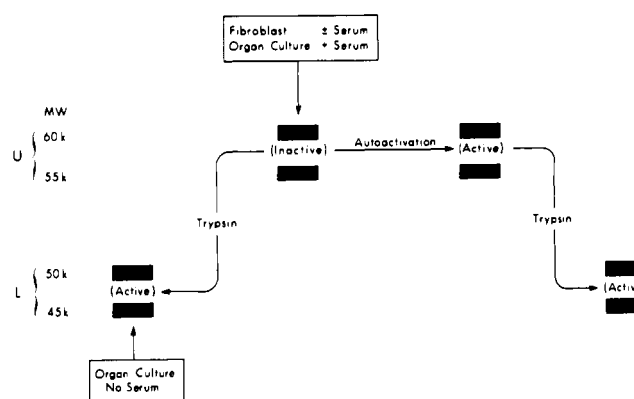 Fibroblast ± Serum
Organ Culture + Serum
MW
U
60k
55k
(Inactive)
Autoactivation
(Active)
Trypsin
Trypsin
L
50k
45k
(Active)
(Activ
Organ Culture
No Serum